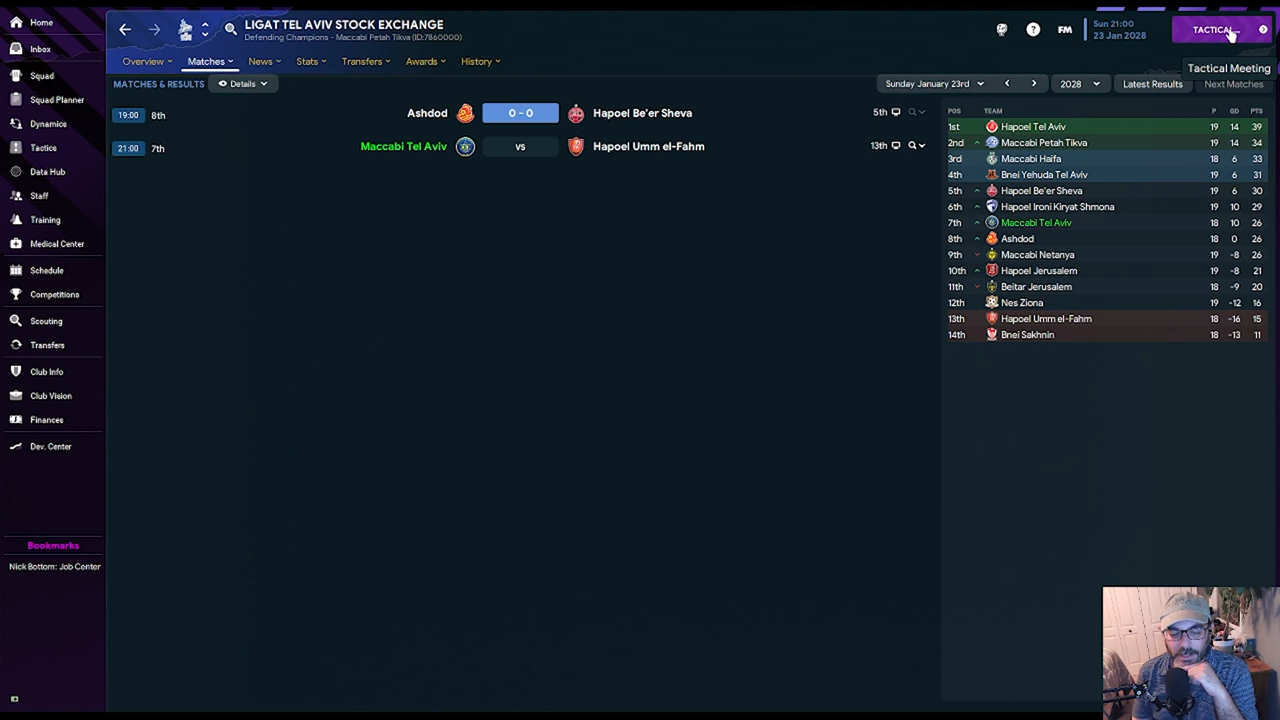 Home
LIGAT TEL AVIV STOCK EXCHANGE
Defending Champions - Maccabi Petah Tikva (ID:7860000)
FM
Sun 21:00
23 Jan 2028
TACTICAL...
Inbox
Overview Matches News Stats Transfers Awards History
Tactical Meeting
Squad
MATCHES & RESULTS Details Sunday January 23rd 2028 Latest Results Next Matches
Squad Planner
19:00 8th Ashdod 0 - 0 Hapoel Be'er Sheva 5th
POS TEAM P GD PTS
1st Hapoel Tel Aviv 19 14 39
Dynamics
2nd Maccabi Petah Tikva 19 14 34
Tactics
21:00 7th Maccabi Tel Aviv vs Hapoel Umm el-Fahm 13th
3rd Maccabi Haifa 18 6 33
Data Hub
4th Bnei Yehuda Tel Aviv 19 6 31
Staff
5th Hapoel Be'er Sheva 19 6 30
6th Hapoel Ironi Kiryat Shmona 19 10 29
Training
7th Maccabi Tel Aviv 18 10 26
Medical Center
8th Ashdod 18 0 26
9th Maccabi Netanya 19 -8 26
Schedule
10th Hapoel Jerusalem 19 -8 21
Competitions
11th Beitar Jerusalem 18 -9 20
12th Nes Ziona 19 -12 16
Scouting
13th Hapoel Umm el-Fahm 18 -16 15
Transfers
14th Bnei Sakhnin 18 -13 11
Club Info
Club Vision
Finances
Dev. Center
Bookmarks
Nick Bottom: Job Center